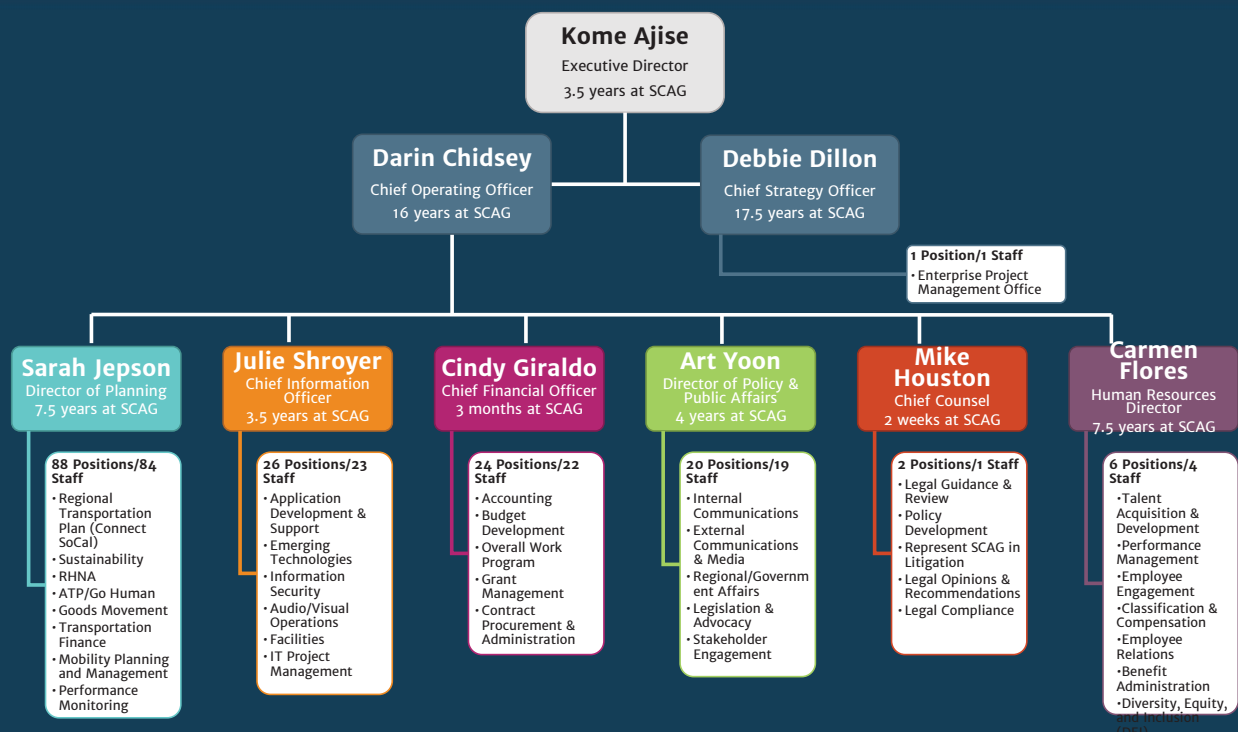 Kome Ajise
Executive Director
3.5 years at SCAG
Darin Chidsey
Chief Operating Officer
16 years at SCAG
Debbie Dillon
Chief Strategy Officer
17.5 years at SCAG
1 Position/1 Staff
• Enterprise Project
Management Office
Sarah Jepson
Director of Planning
7.5 years at SCAG
88 Positions/84
Staff
• Regional
Transportation
Plan (Connect
SoCal)
• Sustainability
• RHNA
• ATP/Go Human
• Goods Movement
• Transportation
Finance
• Mobility Planning
and Management
• Performance
Monitoring
Julie Shroyer
Chief Information
Officer
3.5 years at SCAG
26 Positions/23
Staff
• Application
Development &
Support
• Emerging
Technologies
• Information
Security
• Audio/Visual
Operations
• Facilities
• IT Project
Management
Cindy Giraldo
Chief Financial Officer
3 months at SCAG
24 Positions/22
Staff
• Accounting
• Budget
Development
• Overall Work
Program
• Grant
Management
• Contract
Procurement &
Administration
Art Yoon
Director of Policy &
Public Affairs
4 years at SCAG
20 Positions/19
Staff
• Internal
Communications
• External
Communications
& Media
• Regional/Governm
ent Affairs
• Legislation &
Advocacy
• Stakeholder
Engagement
Mike
Houston
Chief Counsel
2 weeks at SCAG
2 Positions/1 Staff
• Legal Guidance &
Review
• Policy
Development
• Represent SCAG in
Litigation
• Legal Opinions &
Recommendations
• Legal Compliance
Carmen
Flores
Human Resources
Director
7.5 years at SCAG
6 Positions/4
Staff
• Talent
Acquisition &
Development
• Performance
Management
• Employee
Engagement
• Classification &
Compensation
• Employee
Relations
• Benefit
Administration
• Diversity, Equity,
and Inclusion